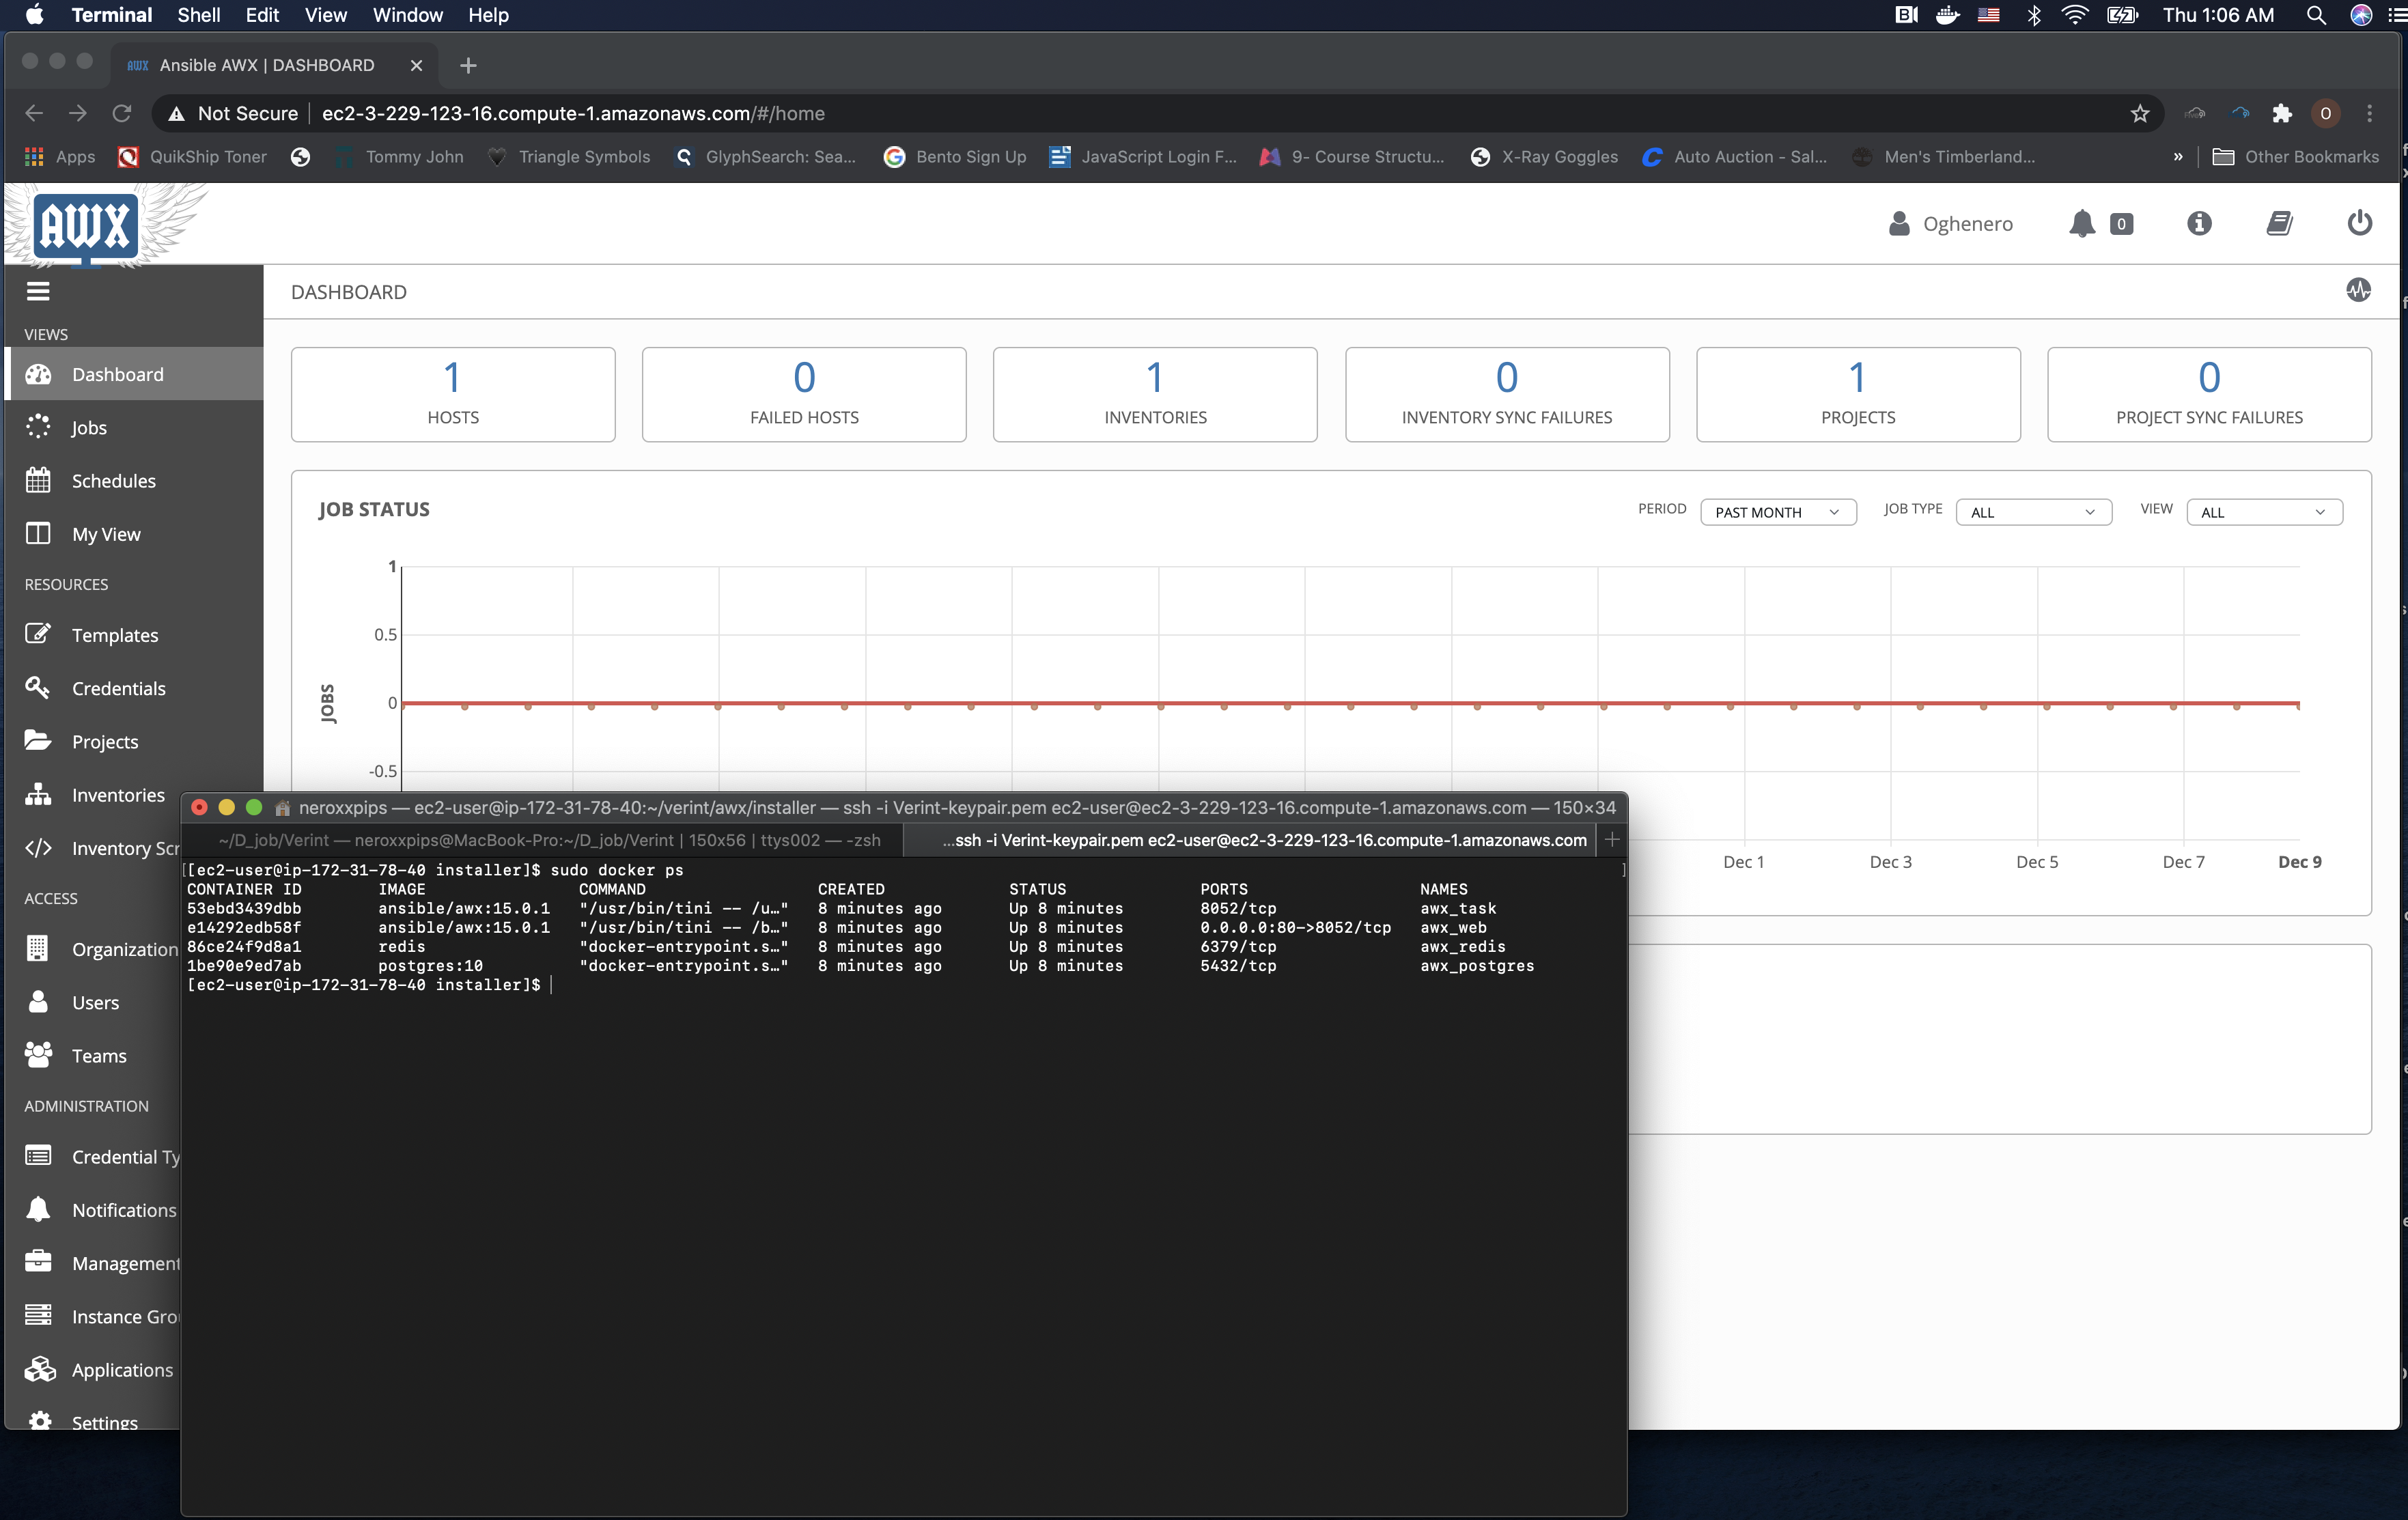 Terminal Shell Edit View Window Help Thu 1:06 AM
AWX Ansible AWX | DASHBOARD
Not Secure ec2-3-229-123-16.compute-1.amazonaws.com/#/home O
Apps QuikShip Toner Tommy John Triangle Symbols GlyphSearch: Sea... Bento Sign Up JavaScript Login F... 9- Course Structu... X-Ray Goggles Auto Auction - Sal... Men's Timberland... » Other Bookmarks
AWX Oghenero 0
DASHBOARD
VIEWS
Dashboard
Jobs
Schedules
My View
RESOURCES
Templates
Credentials
Projects
Inventories
Inventory Scr
ACCESS
Organization
Users
Teams
ADMINISTRATION
Credential Ty
Notifications
Management
Instance Gro
Applications
Settings
1 0 1 0 1 0
HOSTS FAILED HOSTS INVENTORIES INVENTORY SYNC FAILURES PROJECTS PROJECT SYNC FAILURES
JOB STATUS PERIOD PAST MONTH JOB TYPE ALL VIEW ALL
1
0.5
0
-0.5
JOBS
Dec 1 Dec 3 Dec 5 Dec 7 Dec 9
neroxxpips — ec2-user@ip-172-31-78-40:~/verint/awx/installer — ssh -i Verint-keypair.pem ec2-user@ec2-3-229-123-16.compute-1.amazonaws.com — 150×34
~/D_job/Verint — neroxxpips@MacBook-Pro:~/D_job/Verint | 150x56 | ttys002 — -zsh ...ssh -i Verint-keypair.pem ec2-user@ec2-3-229-123-16.compute-1.amazonaws.com
[[ec2-user@ip-172-31-78-40 installer]$ sudo docker ps ]
CONTAINER ID IMAGE COMMAND CREATED STATUS PORTS NAMES
53ebd3439dbb ansible/awx:15.0.1 "/usr/bin/tini -- /u…" 8 minutes ago Up 8 minutes 8052/tcp awx_task
e14292edb58f ansible/awx:15.0.1 "/usr/bin/tini -- /b…" 8 minutes ago Up 8 minutes 0.0.0.0:80->8052/tcp awx_web
86ce24f9d8a1 redis "docker-entrypoint.s…" 8 minutes ago Up 8 minutes 6379/tcp awx_redis
1be90e9ed7ab postgres:10 "docker-entrypoint.s…" 8 minutes ago Up 8 minutes 5432/tcp awx_postgres
[ec2-user@ip-172-31-78-40 installer]$